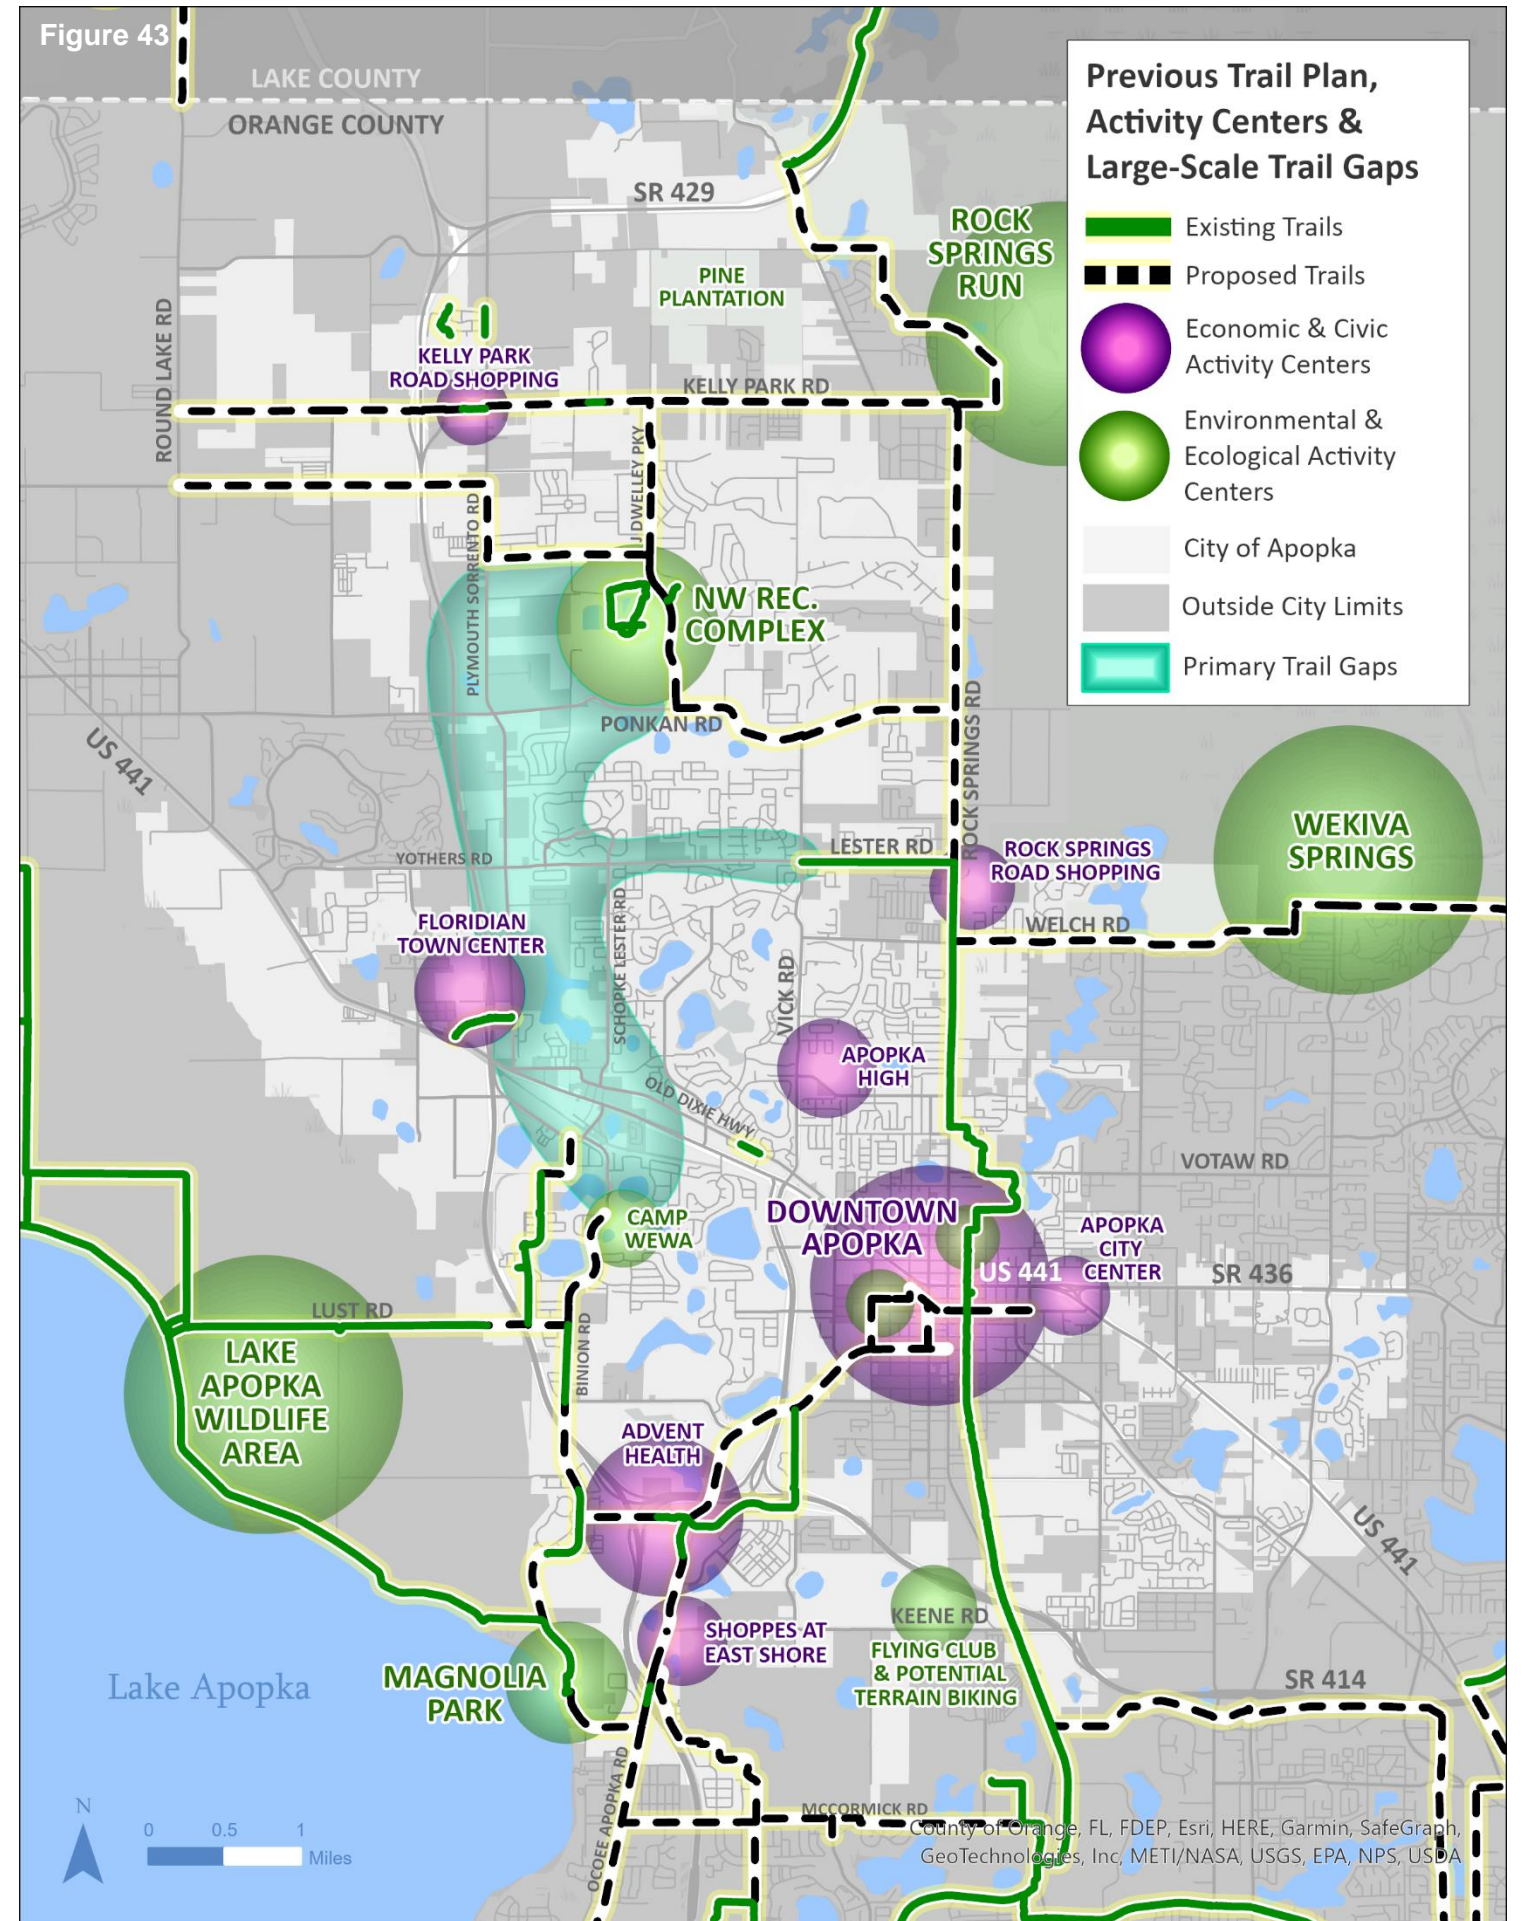 Figure 43
LAKE COUNTY
ORANGE COUNTY
Previous Trail Plan,
Activity Centers &
Large-Scale Trail Gaps
Existing Trails
Proposed Trails
Economic & Civic
Activity Centers
Environmental &
Ecological Activity
Centers
City of Apopka
Outside City Limits
Primary Trail Gaps
SR 429
ROCK
SPRINGS
RUN
PINE
PLANTATION
ROUND LAKE RD
KELLY PARK
ROAD SHOPPING
KELLY PARK RD
J DWELLEY PKY
PLYMOUTH SORRENTO RD
NW REC.
COMPLEX
PONKAN RD
US 441
ROCK SPRINGS RD
WEKIVA
SPRINGS
YOTHERS RD
LESTER RD
ROCK SPRINGS
ROAD SHOPPING
WELCH RD
FLORIDIAN
TOWN CENTER
SCHOPKE LESTER RD
VICK RD
APOPKA
HIGH
OLD DIXIE HWY
VOTAW RD
DOWNTOWN
APOPKA
CAMP
WEWA
APOPKA
CITY
CENTER
US 441
SR 436
LUST RD
BINION RD
LAKE
APOPKA
WILDLIFE
AREA
ADVENT
HEALTH
US 441
KEENE RD
SHOPPES AT
EAST SHORE
FLYING CLUB
& POTENTIAL
TERRAIN BIKING
MAGNOLIA
PARK
Lake Apopka
SR 414
OCOEE APOPKA RD
MCCORMICK RD
N
0 0.5 1
Miles
County of Orange, FL, FDEP, Esri, HERE, Garmin, SafeGraph,
GeoTechnologies, Inc, METI/NASA, USGS, EPA, NPS, USDA